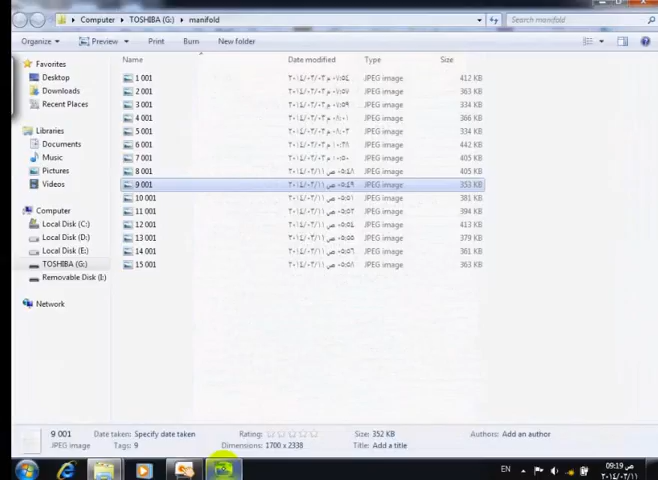 Computer ▸ TOSHIBA (G:) ▸ manifold
Search manifold
Organize Preview Print Burn New folder
Name Date modified Type Size
Favorites
Desktop
Downloads
Recent Places
Libraries
Documents
Music
Pictures
Videos
Computer
Local Disk (C:)
Local Disk (D:)
Local Disk (E:)
TOSHIBA (G:)
Removable Disk (I:)
Network
1 001 JPEG image 412 KB
2 001 JPEG image 363 KB
3 001 JPEG image 334 KB
4 001 JPEG image 366 KB
5 001 JPEG image 334 KB
6 001 JPEG image 442 KB
7 001 JPEG image 405 KB
8 001 JPEG image 405 KB
9 001 JPEG image 353 KB
10 001 JPEG image 381 KB
11 001 JPEG image 394 KB
12 001 JPEG image 413 KB
13 001 JPEG image 379 KB
14 001 JPEG image 361 KB
15 001 JPEG image 363 KB
9 001 Date taken: Specify date taken Rating: Size: 352 KB Authors: Add an author
JPEG image Tags: 9 Dimensions: 1700 x 2338 Title: Add a title
EN
09:19 ص
٢٠١٤/٠٣/١١